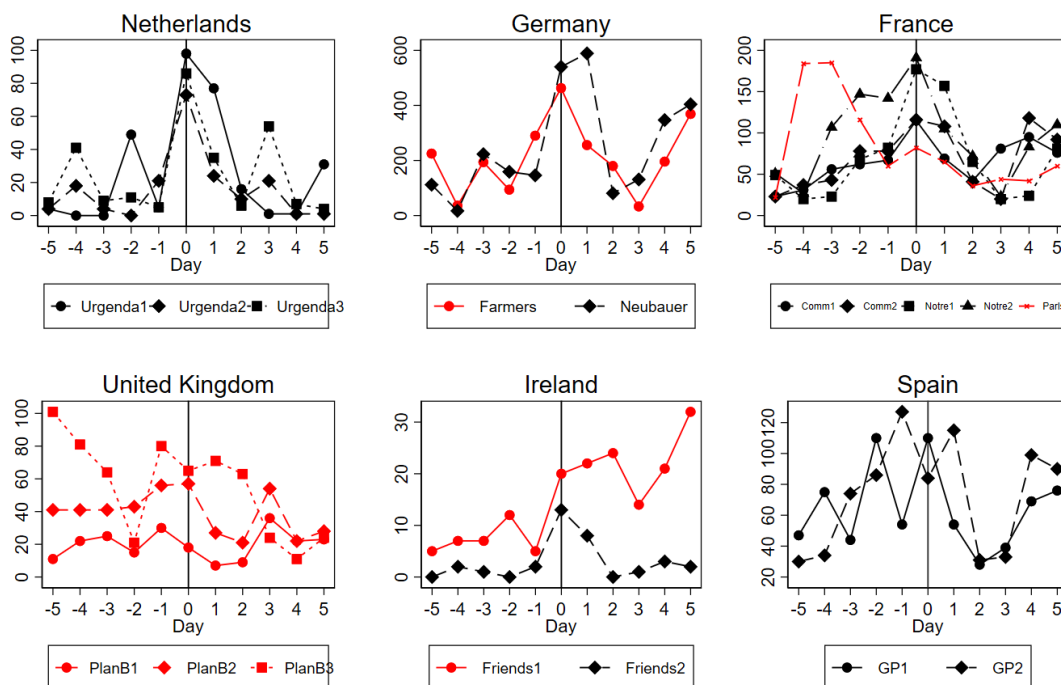 Netherlands
0 20 40 60 80 100
-5 -4 -3 -2 -1 0 1 2 3 4 5
Day
Urgenda1 Urgenda2 Urgenda3
Germany
0 200 400 600
-5 -4 -3 -2 -1 0 1 2 3 4 5
Day
Farmers Neubauer
France
0 50 100 150 200
-5 -4 -3 -2 -1 0 1 2 3 4 5
Day
Comm1 Comm2 Notre1 Notre2 Paris
United Kingdom
0 20 40 60 80 100
-5 -4 -3 -2 -1 0 1 2 3 4 5
Day
PlanB1 PlanB2 PlanB3
Ireland
0 10 20 30
-5 -4 -3 -2 -1 0 1 2 3 4 5
Day
Friends1 Friends2
Spain
20 40 60 80 100 120
-5 -4 -3 -2 -1 0 1 2 3 4 5
Day
GP1 GP2